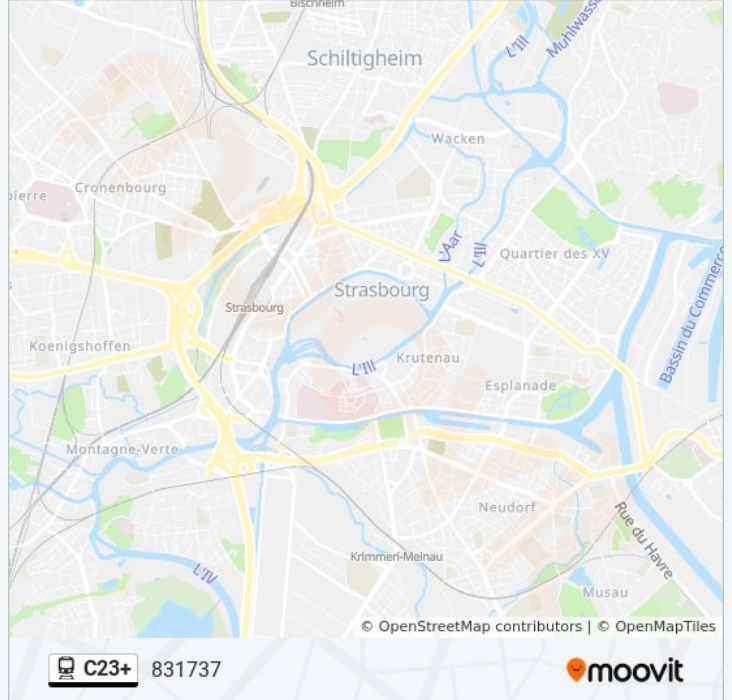 Bischheim
L'Ill
Muhlwasse
Schiltigheim
Wacken
pierre
Cronenbourg
L'Aar
L'Ill
Quartier des XV
Strasbourg
Strasbourg
Bassin du Commerce
Koenigshoffen
L'Ill
Krutenau
Esplanade
Montagne-Verte
Neudorf
Rue du Havre
Krimmeri-Meinau
L'Ill
Musau
© OpenStreetMap contributors | © OpenMapTiles
C23+ 831737
moovit